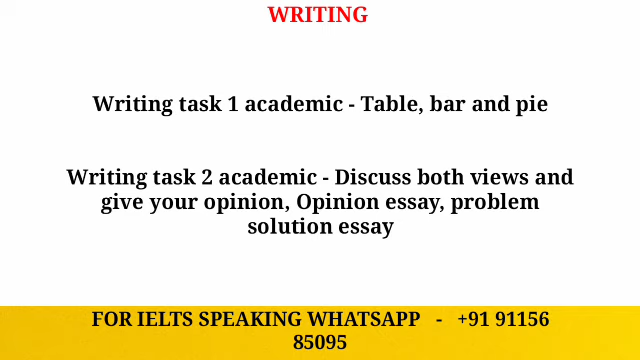 WRITING
Writing task 1 academic - Table, bar and pie
Writing task 2 academic - Discuss both views and
give your opinion, Opinion essay, problem
solution essay
FOR IELTS SPEAKING WHATSAPP - +91 91156
85095